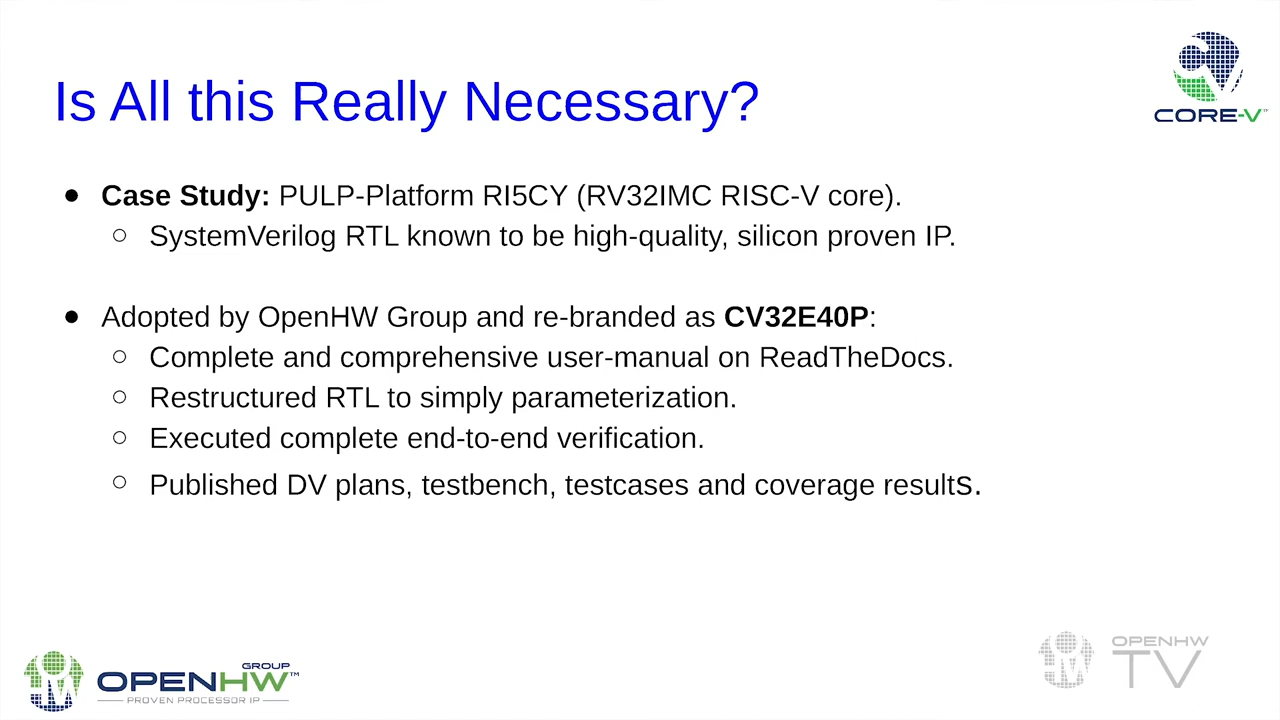 CORE-V™
Is All this Really Necessary?
● Case Study: PULP-Platform RI5CY (RV32IMC RISC-V core).
○ SystemVerilog RTL known to be high-quality, silicon proven IP.
● Adopted by OpenHW Group and re-branded as CV32E40P:
○ Complete and comprehensive user-manual on ReadTheDocs.
○ Restructured RTL to simply parameterization.
○ Executed complete end-to-end verification.
○ Published DV plans, testbench, testcases and coverage results.
GROUP
OPENHW™
PROVEN PROCESSOR IP
OPENHW
TV